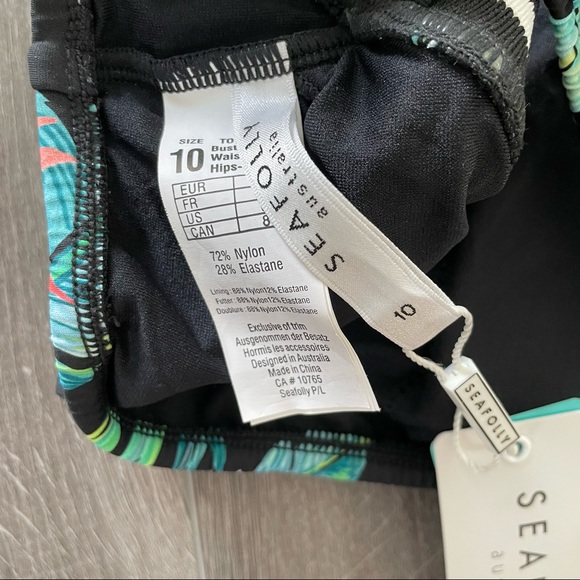 SIZE TO
10 Bust
Wais
Hips-
EUR
FR
US
CAN 8
72% Nylon
28% Elastane
Lining: 88% Nylon12% Elastane
Futter: 88% Nylon12% Elastane
Doublure: 88% Nylon12% Elastane
Exclusive of trim
Ausgenommen der Besatz
Hormis les accessoires
Designed in Australia
Made in China
CA # 10765
Seafolly P/L
SEAFOLLY
australia
10
SEAFOLLY
SEA
au